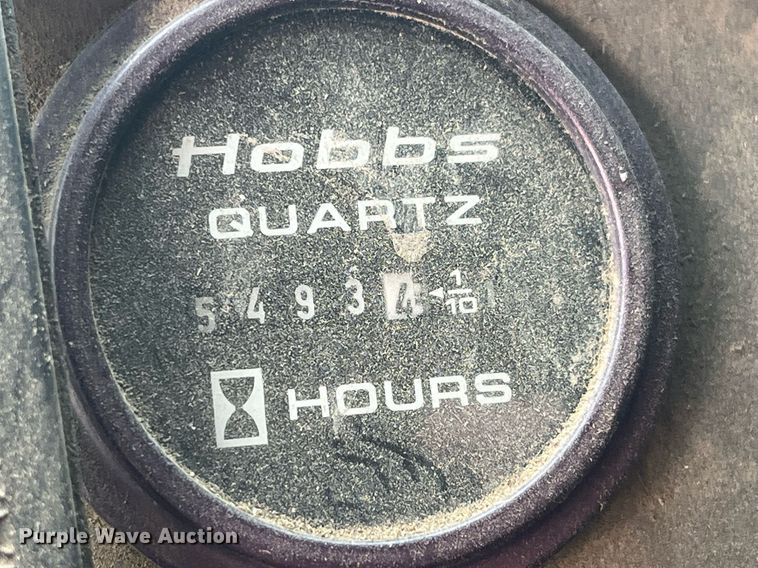 Hobbs
QUARTZ
5 4 9 3 4 1/10
HOURS
Purple Wave Auction®